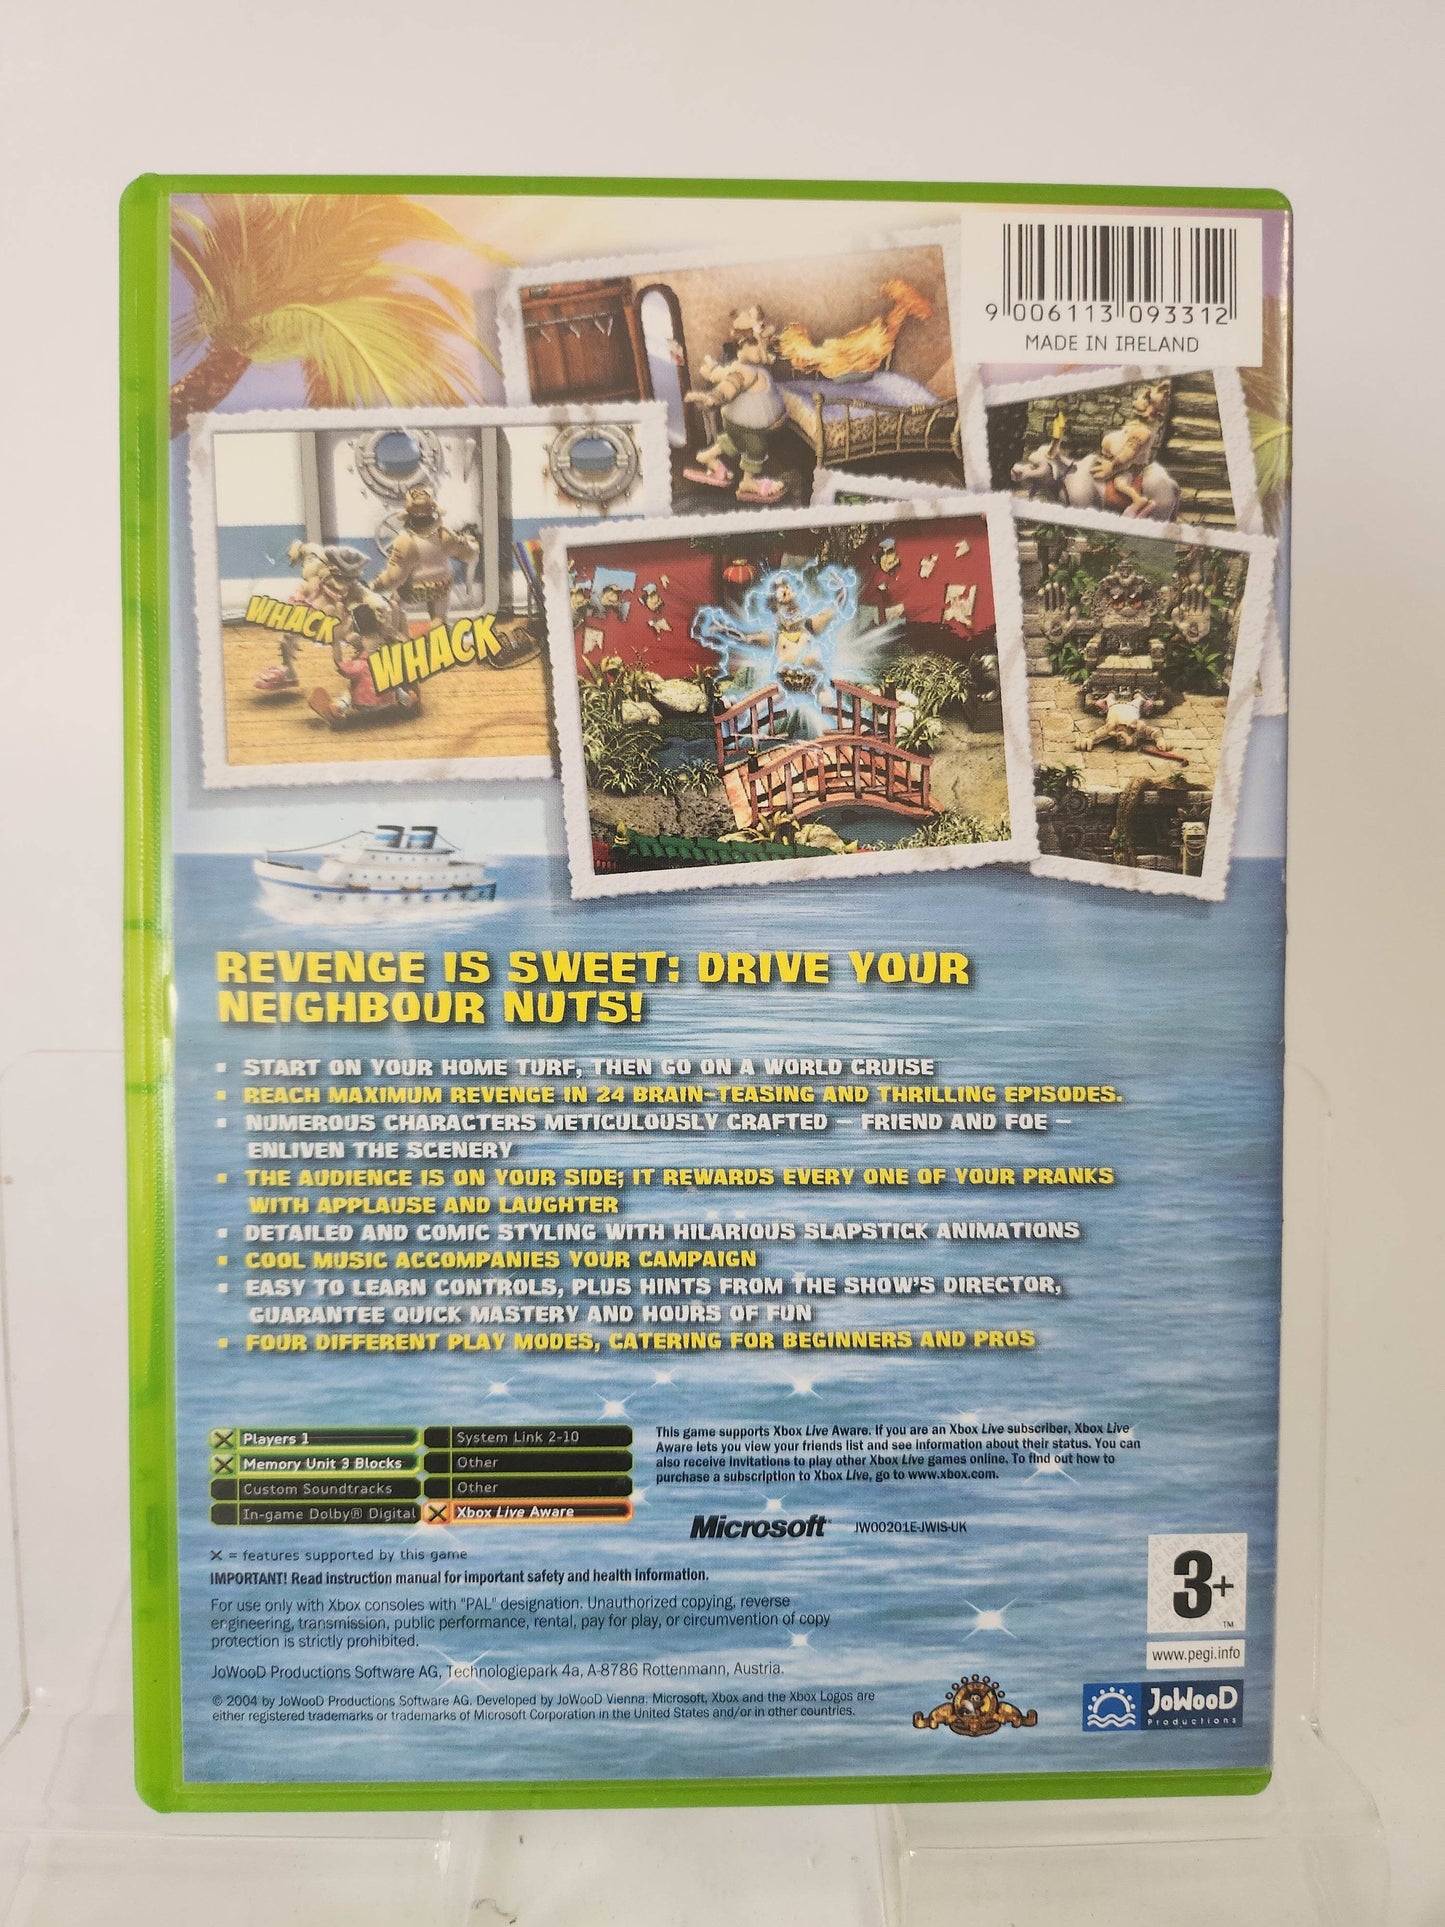 9 006113 093312
MADE IN IRELAND
WHACK
WHACK
REVENGE IS SWEET: DRIVE YOUR
NEIGHBOUR NUTS!
▪ START ON YOUR HOME TURF, THEN GO ON A WORLD CRUISE
▪ REACH MAXIMUM REVENGE IN 24 BRAIN-TEASING AND THRILLING EPISODES.
▪ NUMEROUS CHARACTERS METICULOUSLY CRAFTED – FRIEND AND FOE –
ENLIVEN THE SCENERY
▪ THE AUDIENCE IS ON YOUR SIDE; IT REWARDS EVERY ONE OF YOUR PRANKS
WITH APPLAUSE AND LAUGHTER
▪ DETAILED AND COMIC STYLING WITH HILARIOUS SLAPSTICK ANIMATIONS
▪ COOL MUSIC ACCOMPANIES YOUR CAMPAIGN
▪ EASY TO LEARN CONTROLS, PLUS HINTS FROM THE SHOW'S DIRECTOR,
GUARANTEE QUICK MASTERY AND HOURS OF FUN
▪ FOUR DIFFERENT PLAY MODES, CATERING FOR BEGINNERS AND PROS
X Players 1
X Memory Unit 3 Blocks
Custom Soundtracks
In-game Dolby® Digital
System Link 2-10
Other
Other
X Xbox Live Aware
X = features supported by this game
This game supports Xbox Live Aware. If you are an Xbox Live subscriber, Xbox Live
Aware lets you view your friends list and see information about their status. You can
also receive invitations to play other Xbox Live games online. To find out how to
purchase a subscription to Xbox Live, go to www.xbox.com.
Microsoft JW00201E-JWIS-UK
IMPORTANT! Read instruction manual for important safety and health information.
For use only with Xbox consoles with "PAL" designation. Unauthorized copying, reverse
engineering, transmission, public performance, rental, pay for play, or circumvention of copy
protection is strictly prohibited.
JoWooD Productions Software AG, Technologiepark 4a, A-8786 Rottenmann, Austria.
© 2004 by JoWooD Productions Software AG. Developed by JoWooD Vienna. Microsoft, Xbox and the Xbox Logos are
either registered trademarks or trademarks of Microsoft Corporation in the United States and/or in other countries.
3+
TM
www.pegi.info
JoWooD
Productions